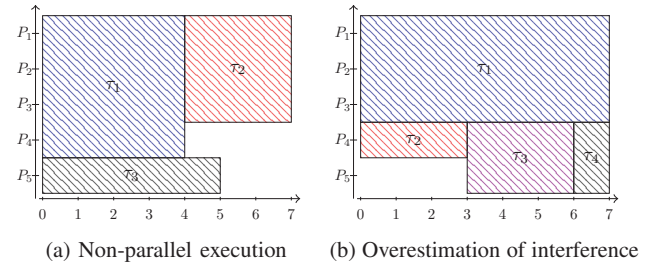 P₁
P₂
P₃
P₄
P₅
τ₁
τ₂
τ₃
0 1 2 3 4 5 6 7
(a) Non-parallel execution
P₁
P₂
P₃
P₄
P₅
τ₁
τ₂
τ₃
τ₄
0 1 2 3 4 5 6 7
(b) Overestimation of interference